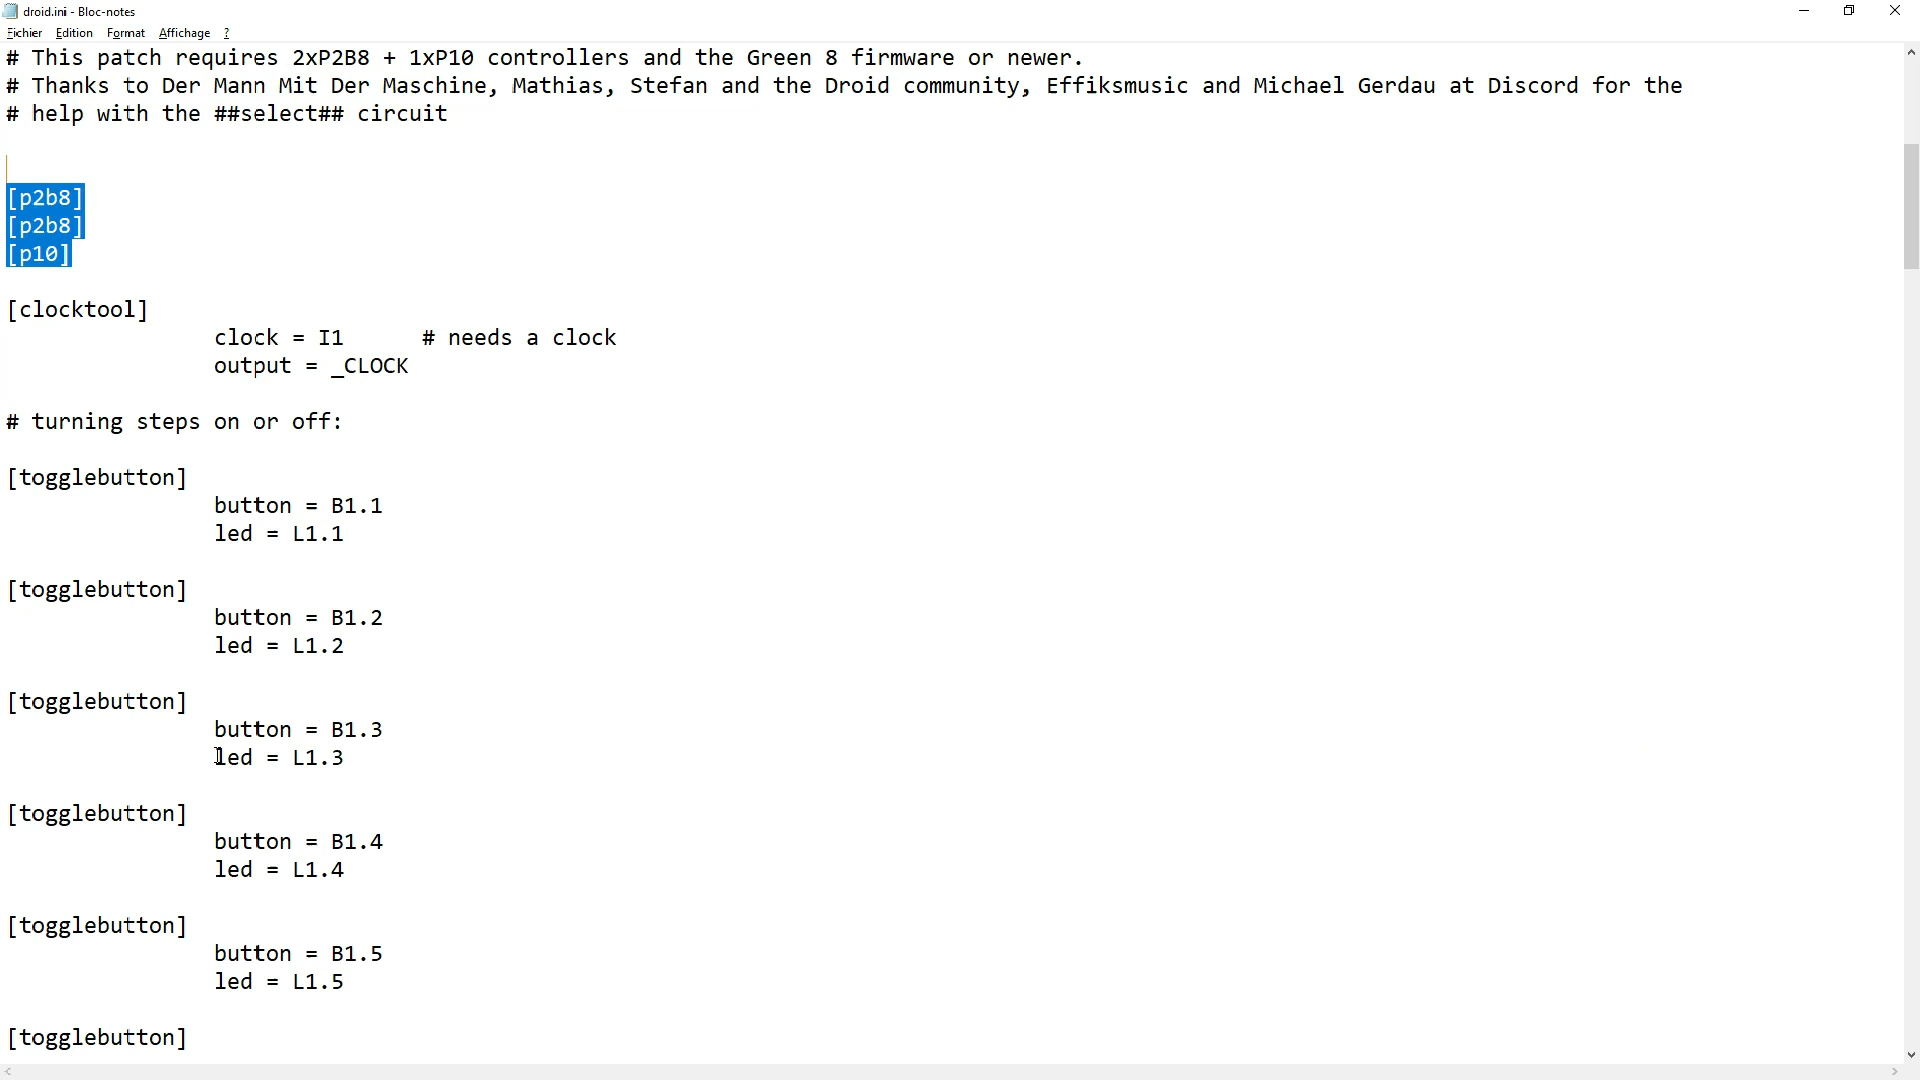 droid.ini - Bloc-notes
Fichier Edition Format Affichage ?
# This patch requires 2xP2B8 + 1xP10 controllers and the Green 8 firmware or newer.
# Thanks to Der Mann Mit Der Maschine, Mathias, Stefan and the Droid community, Effiksmusic and Michael Gerdau at Discord for the
# help with the ##select## circuit
[p2b8]
[p2b8]
[p10]
[clocktool]
clock = I1 # needs a clock
output = _CLOCK
# turning steps on or off:
[togglebutton]
button = B1.1
led = L1.1
[togglebutton]
button = B1.2
led = L1.2
[togglebutton]
button = B1.3
led = L1.3
[togglebutton]
button = B1.4
led = L1.4
[togglebutton]
button = B1.5
led = L1.5
[togglebutton]